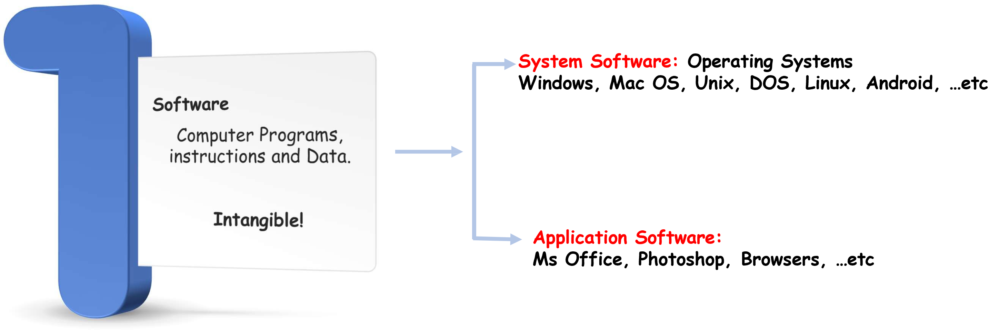 Software
Computer Programs,
instructions and Data.
Intangible!
System Software: Operating Systems
Windows, Mac OS, Unix, DOS, Linux, Android, ...etc
Application Software:
Ms Office, Photoshop, Browsers, ...etc